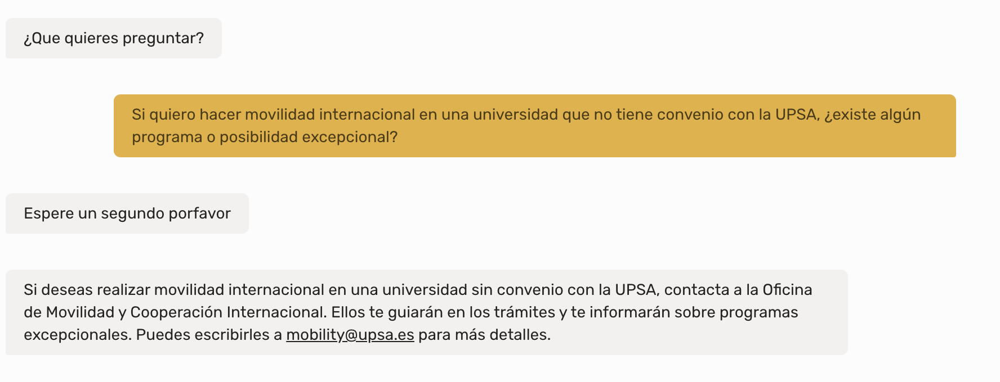 ¿Que quieres preguntar?
Si quiero hacer movilidad internacional en una universidad que no tiene convenio con la UPSA, ¿existe algún
programa o posibilidad excepcional?
Espere un segundo porfavor
Si deseas realizar movilidad internacional en una universidad sin convenio con la UPSA, contacta a la Oficina
de Movilidad y Cooperación Internacional. Ellos te guiarán en los trámites y te informarán sobre programas
excepcionales. Puedes escribirles a mobility@upsa.es para más detalles.